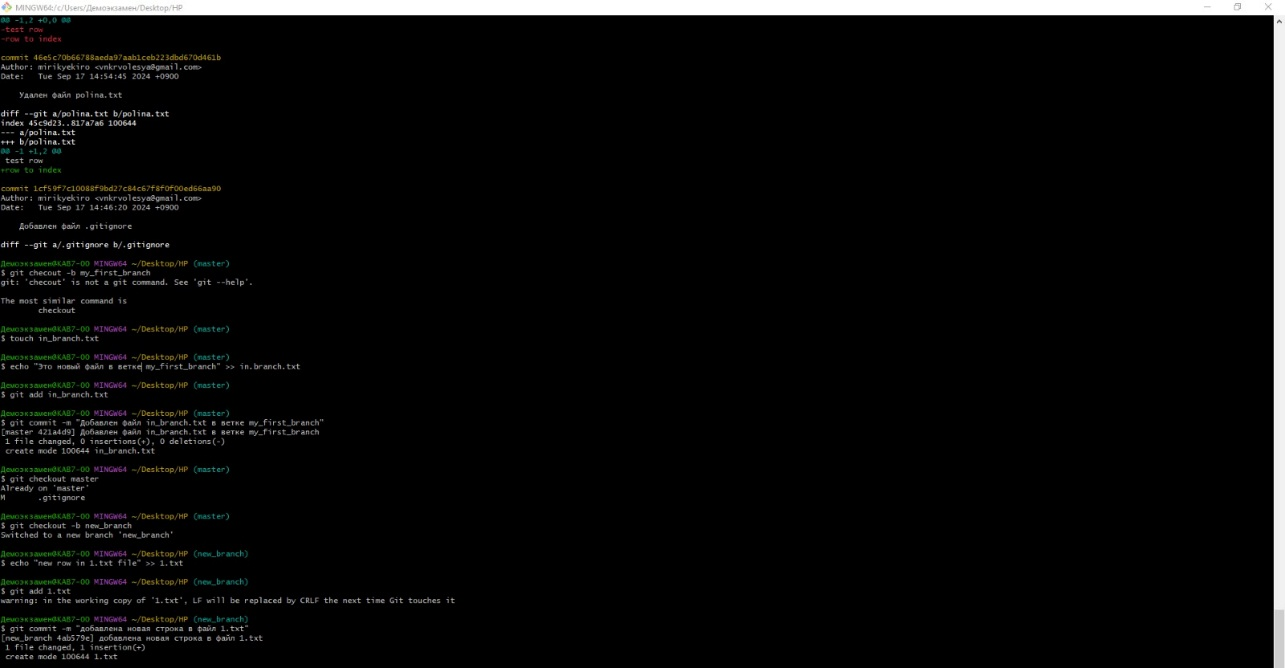 MINGW64:/c/Users/Демоэкзамен/Desktop/HP
@@ -1,2 +0,0 @@
-test row
-row to index
commit 46e5c70b66788aeda97aab1ceb223dbd670d461b
Author: mirikyekiro <vnkrvolesya@gmail.com>
Date:   Tue Sep 17 14:54:45 2024 +0900
Удален файл polina.txt
diff --git a/polina.txt b/polina.txt
index 45c9d23..817a7a6 100644
--- a/polina.txt
+++ b/polina.txt
@@ -1 +1,2 @@
test row
+row to index
commit 1cf59f7c10088f9bd27c84c67f8f0f00ed66aa90
Author: mirikyekiro <vnkrvolesya@gmail.com>
Date:   Tue Sep 17 14:46:20 2024 +0900
Добавлен файл .gitignore
diff --git a/.gitignore b/.gitignore
Демоэкзамен@КАВ7-00 MINGW64 ~/Desktop/HP (master)
$ git checout -b my_first_branch
git: 'checout' is not a git command. See 'git --help'.
The most similar command is
checkout
Демоэкзамен@КАВ7-00 MINGW64 ~/Desktop/HP (master)
$ touch in_branch.txt
Демоэкзамен@КАВ7-00 MINGW64 ~/Desktop/HP (master)
$ echo "Это новый файл в ветке my_first_branch" >> in.branch.txt
Демоэкзамен@КАВ7-00 MINGW64 ~/Desktop/HP (master)
$ git add in_branch.txt
Демоэкзамен@КАВ7-00 MINGW64 ~/Desktop/HP (master)
$ git commit -m "Добавлен файл in_branch.txt в ветке my_first_branch"
[master 421a4d9] Добавлен файл in_branch.txt в ветке my_first_branch
1 file changed, 0 insertions(+), 0 deletions(-)
create mode 100644 in_branch.txt
Демоэкзамен@КАВ7-00 MINGW64 ~/Desktop/HP (master)
$ git checkout master
Already on 'master'
M       .gitignore
Демоэкзамен@КАВ7-00 MINGW64 ~/Desktop/HP (master)
$ git checkout -b new_branch
Switched to a new branch 'new_branch'
Демоэкзамен@КАВ7-00 MINGW64 ~/Desktop/HP (new_branch)
$ echo "new row in 1.txt file" >> 1.txt
Демоэкзамен@КАВ7-00 MINGW64 ~/Desktop/HP (new_branch)
$ git add 1.txt
warning: in the working copy of '1.txt', LF will be replaced by CRLF the next time Git touches it
Демоэкзамен@КАВ7-00 MINGW64 ~/Desktop/HP (new_branch)
$ git commit -m "добавлена новая строка в файл 1.txt"
[new_branch 4ab579e] добавлена новая строка в файл 1.txt
1 file changed, 1 insertion(+)
create mode 100644 1.txt